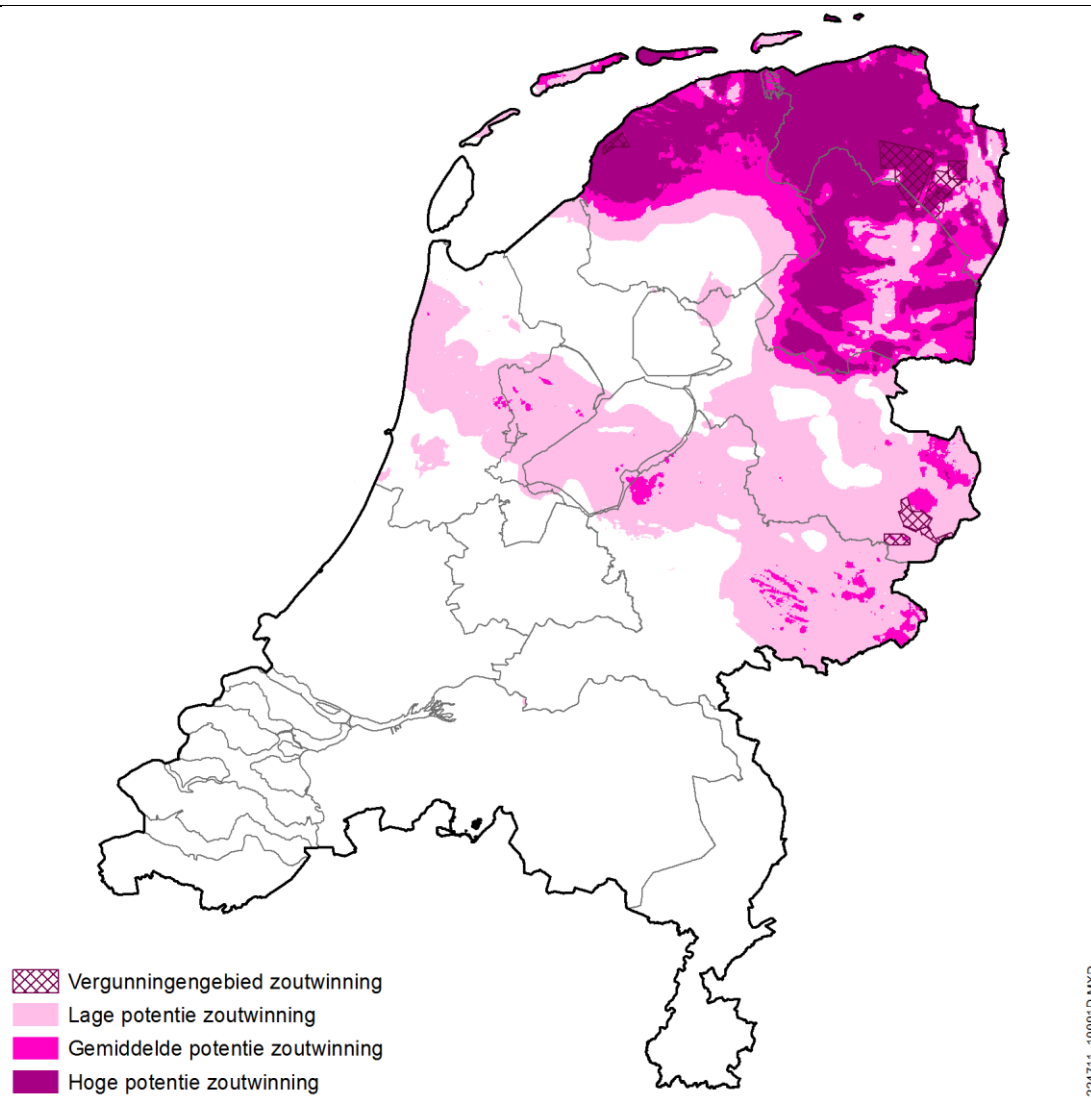 Vergunningengebied zoutwinning
Lage potentie zoutwinning
Gemiddelde potentie zoutwinning
Hoge potentie zoutwinning